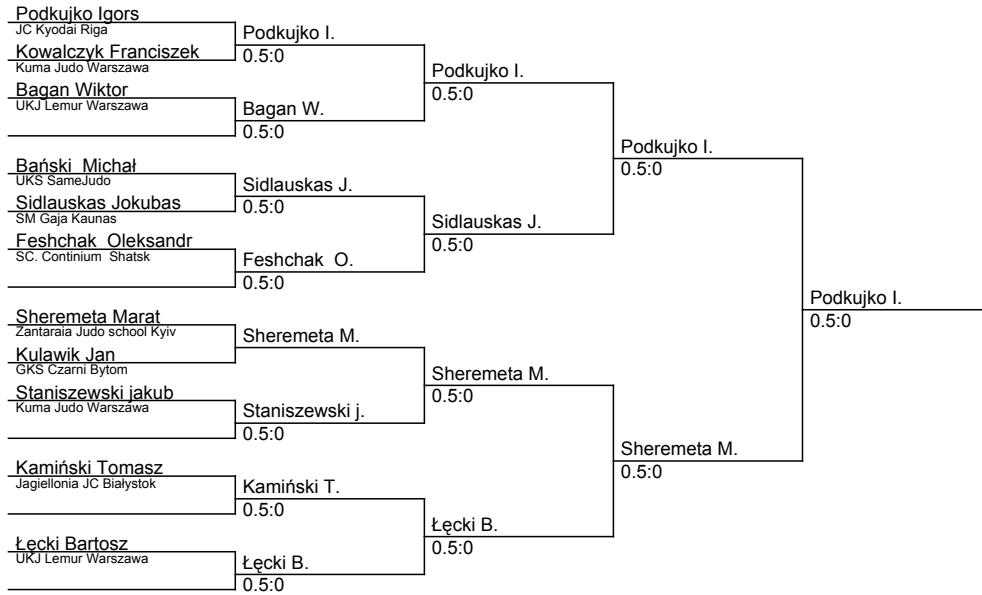 Podkujko Igors
JC Kyodai Riga
Kowalczyk Franciszek
Kuma Judo Warszawa
Bagan Wiktor
UKJ Lemur Warszawa
Bański  Michał
UKS SameJudo
Sidlauskas Jokubas
SM Gaja Kaunas
Feshchak  Oleksandr
SC. Continium  Shatsk
Sheremeta Marat
Zantaraia Judo school Kyiv
Kulawik Jan
GKS Czarni Bytom
Staniszewski jakub
Kuma Judo Warszawa
Kamiński Tomasz
Jagiellonia JC Białystok
Łęcki Bartosz
UKJ Lemur Warszawa
Podkujko I.
0.5:0
Bagan W.
0.5:0
Sidlauskas J.
0.5:0
Feshchak  O.
0.5:0
Sheremeta M.
Staniszewski j.
0.5:0
Kamiński T.
0.5:0
Łęcki B.
0.5:0
Podkujko I.
0.5:0
Sidlauskas J.
0.5:0
Sheremeta M.
0.5:0
Łęcki B.
0.5:0
Podkujko I.
0.5:0
Sheremeta M.
0.5:0
Podkujko I.
0.5:0